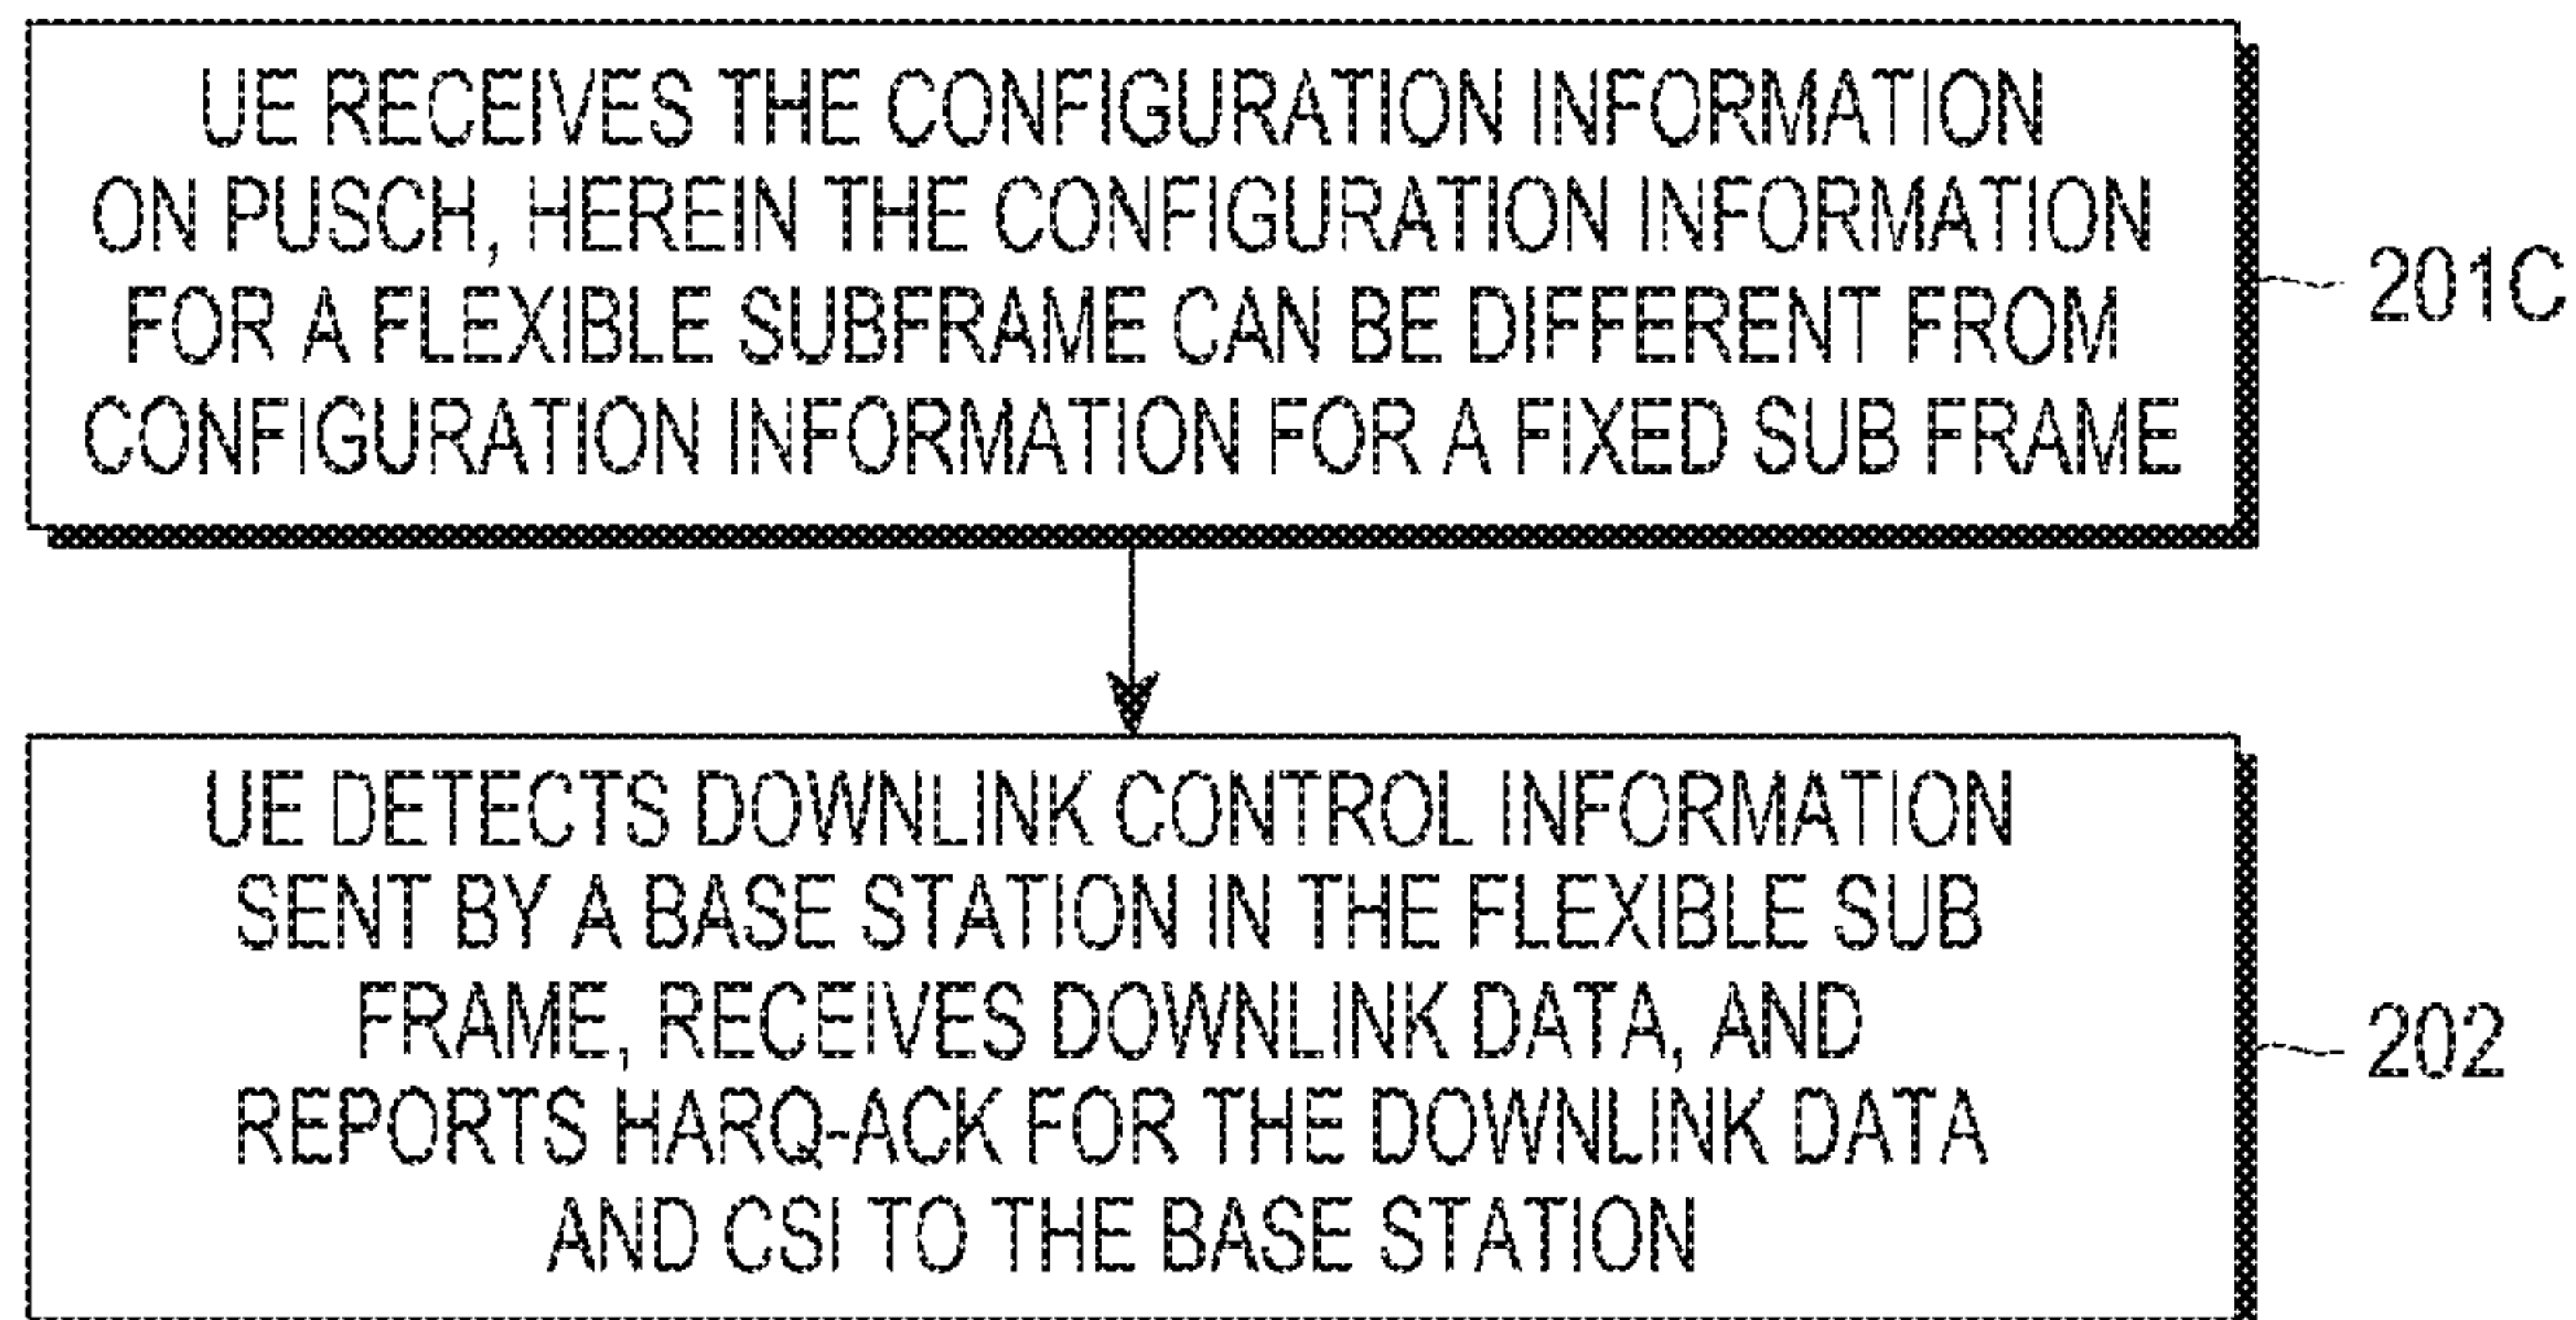 UE RECEIVES THE CONFIGURATION INFORMATION
ON PUSCH, HEREIN THE CONFIGURATION INFORMATION
FOR A FLEXIBLE SUBFRAME CAN BE DIFFERENT FROM
CONFIGURATION INFORMATION FOR A FIXED SUB FRAME
201C
UE DETECTS DOWNLINK CONTROL INFORMATION
SENT BY A BASE STATION IN THE FLEXIBLE SUB
FRAME, RECEIVES DOWNLINK DATA, AND
REPORTS HARQ-ACK FOR THE DOWNLINK DATA
AND CSI TO THE BASE STATION
202